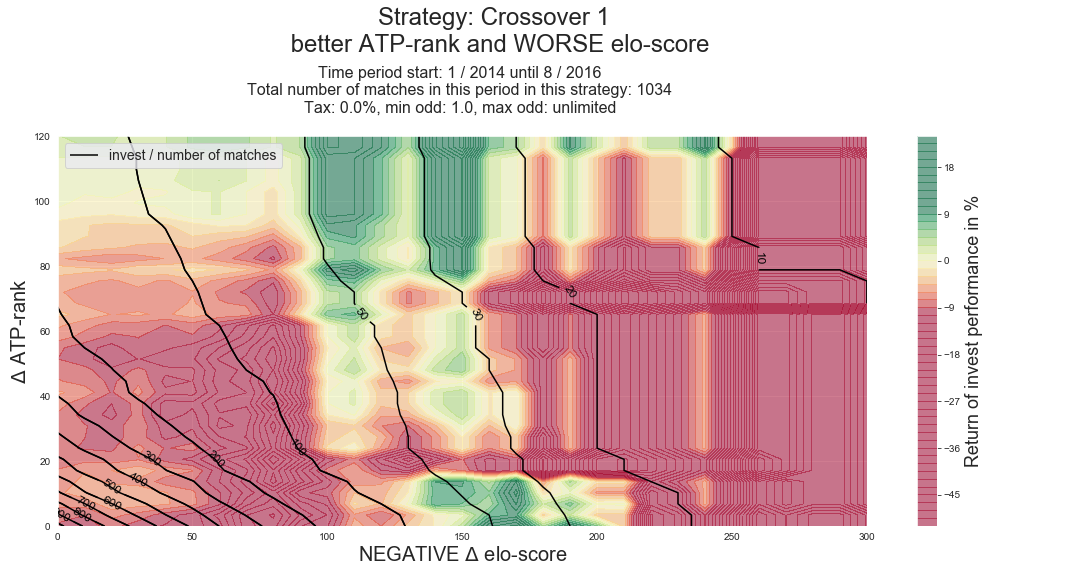 Strategy: Crossover 1
better ATP-rank and WORSE elo-score
Time period start: 1 / 2014 until 8 / 2016
Total number of matches in this period in this strategy: 1034
Tax: 0.0%, min odd: 1.0, max odd: unlimited
invest / number of matches
120
100
80
60
40
20
0
Δ ATP-rank
0 50 100 150 200 250 300
NEGATIVE Δ elo-score
10
20
30
50
100
200
300
400
500
600
700
800
18
9
0
−9
−18
−27
−36
−45
Return of invest performance in %